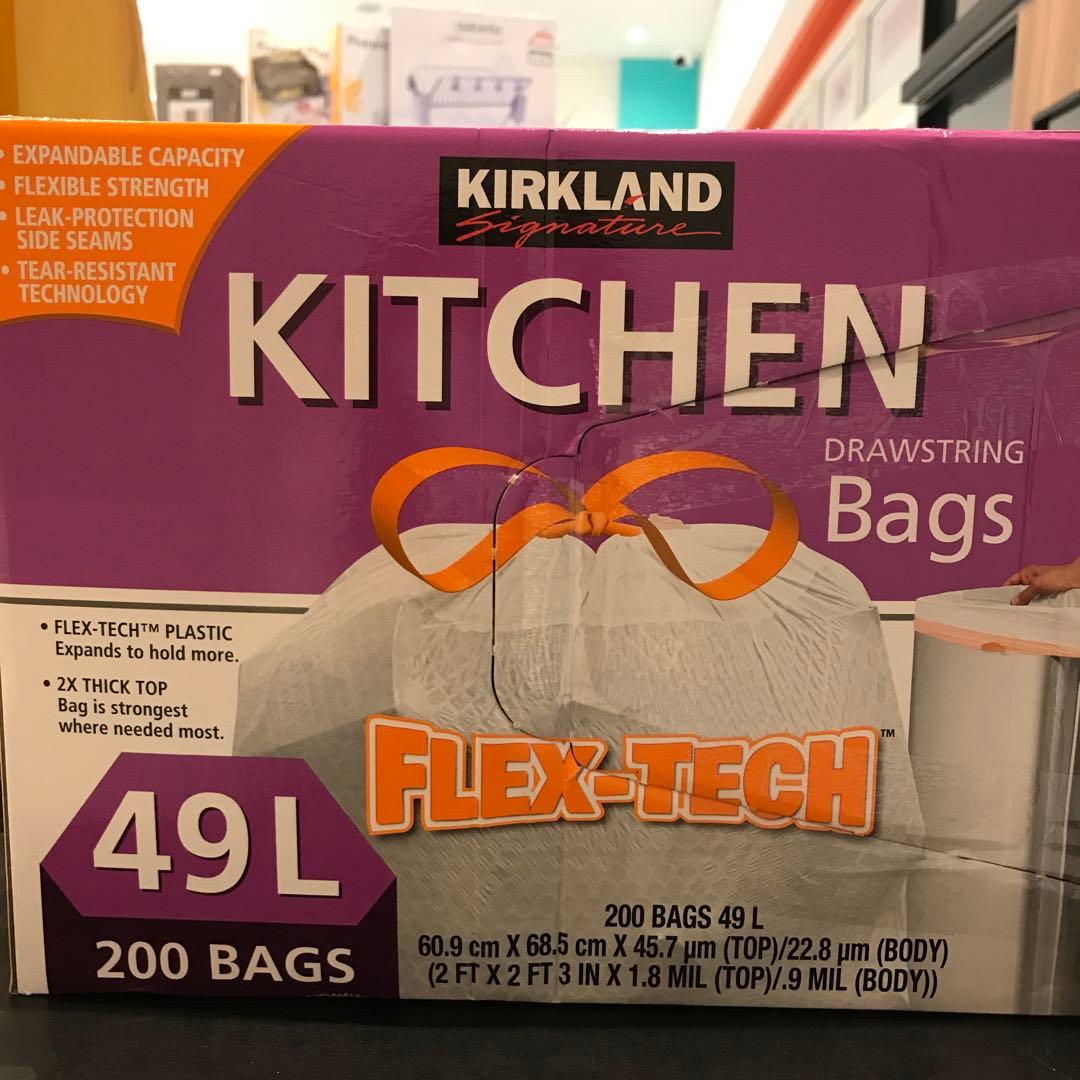 • EXPANDABLE CAPACITY
• FLEXIBLE STRENGTH
• LEAK-PROTECTION
SIDE SEAMS
• TEAR-RESISTANT
TECHNOLOGY
KIRKLAND
Signature
KITCHEN
DRAWSTRING
Bags
• FLEX-TECH™ PLASTIC
Expands to hold more.
• 2X THICK TOP
Bag is strongest
where needed most.
FLEX-TECH™
49L
200 BAGS
200 BAGS 49 L
60.9 cm X 68.5 cm X 45.7 µm (TOP)/22.8 µm (BODY)
(2 FT X 2 FT 3 IN X 1.8 MIL (TOP)/.9 MIL (BODY))